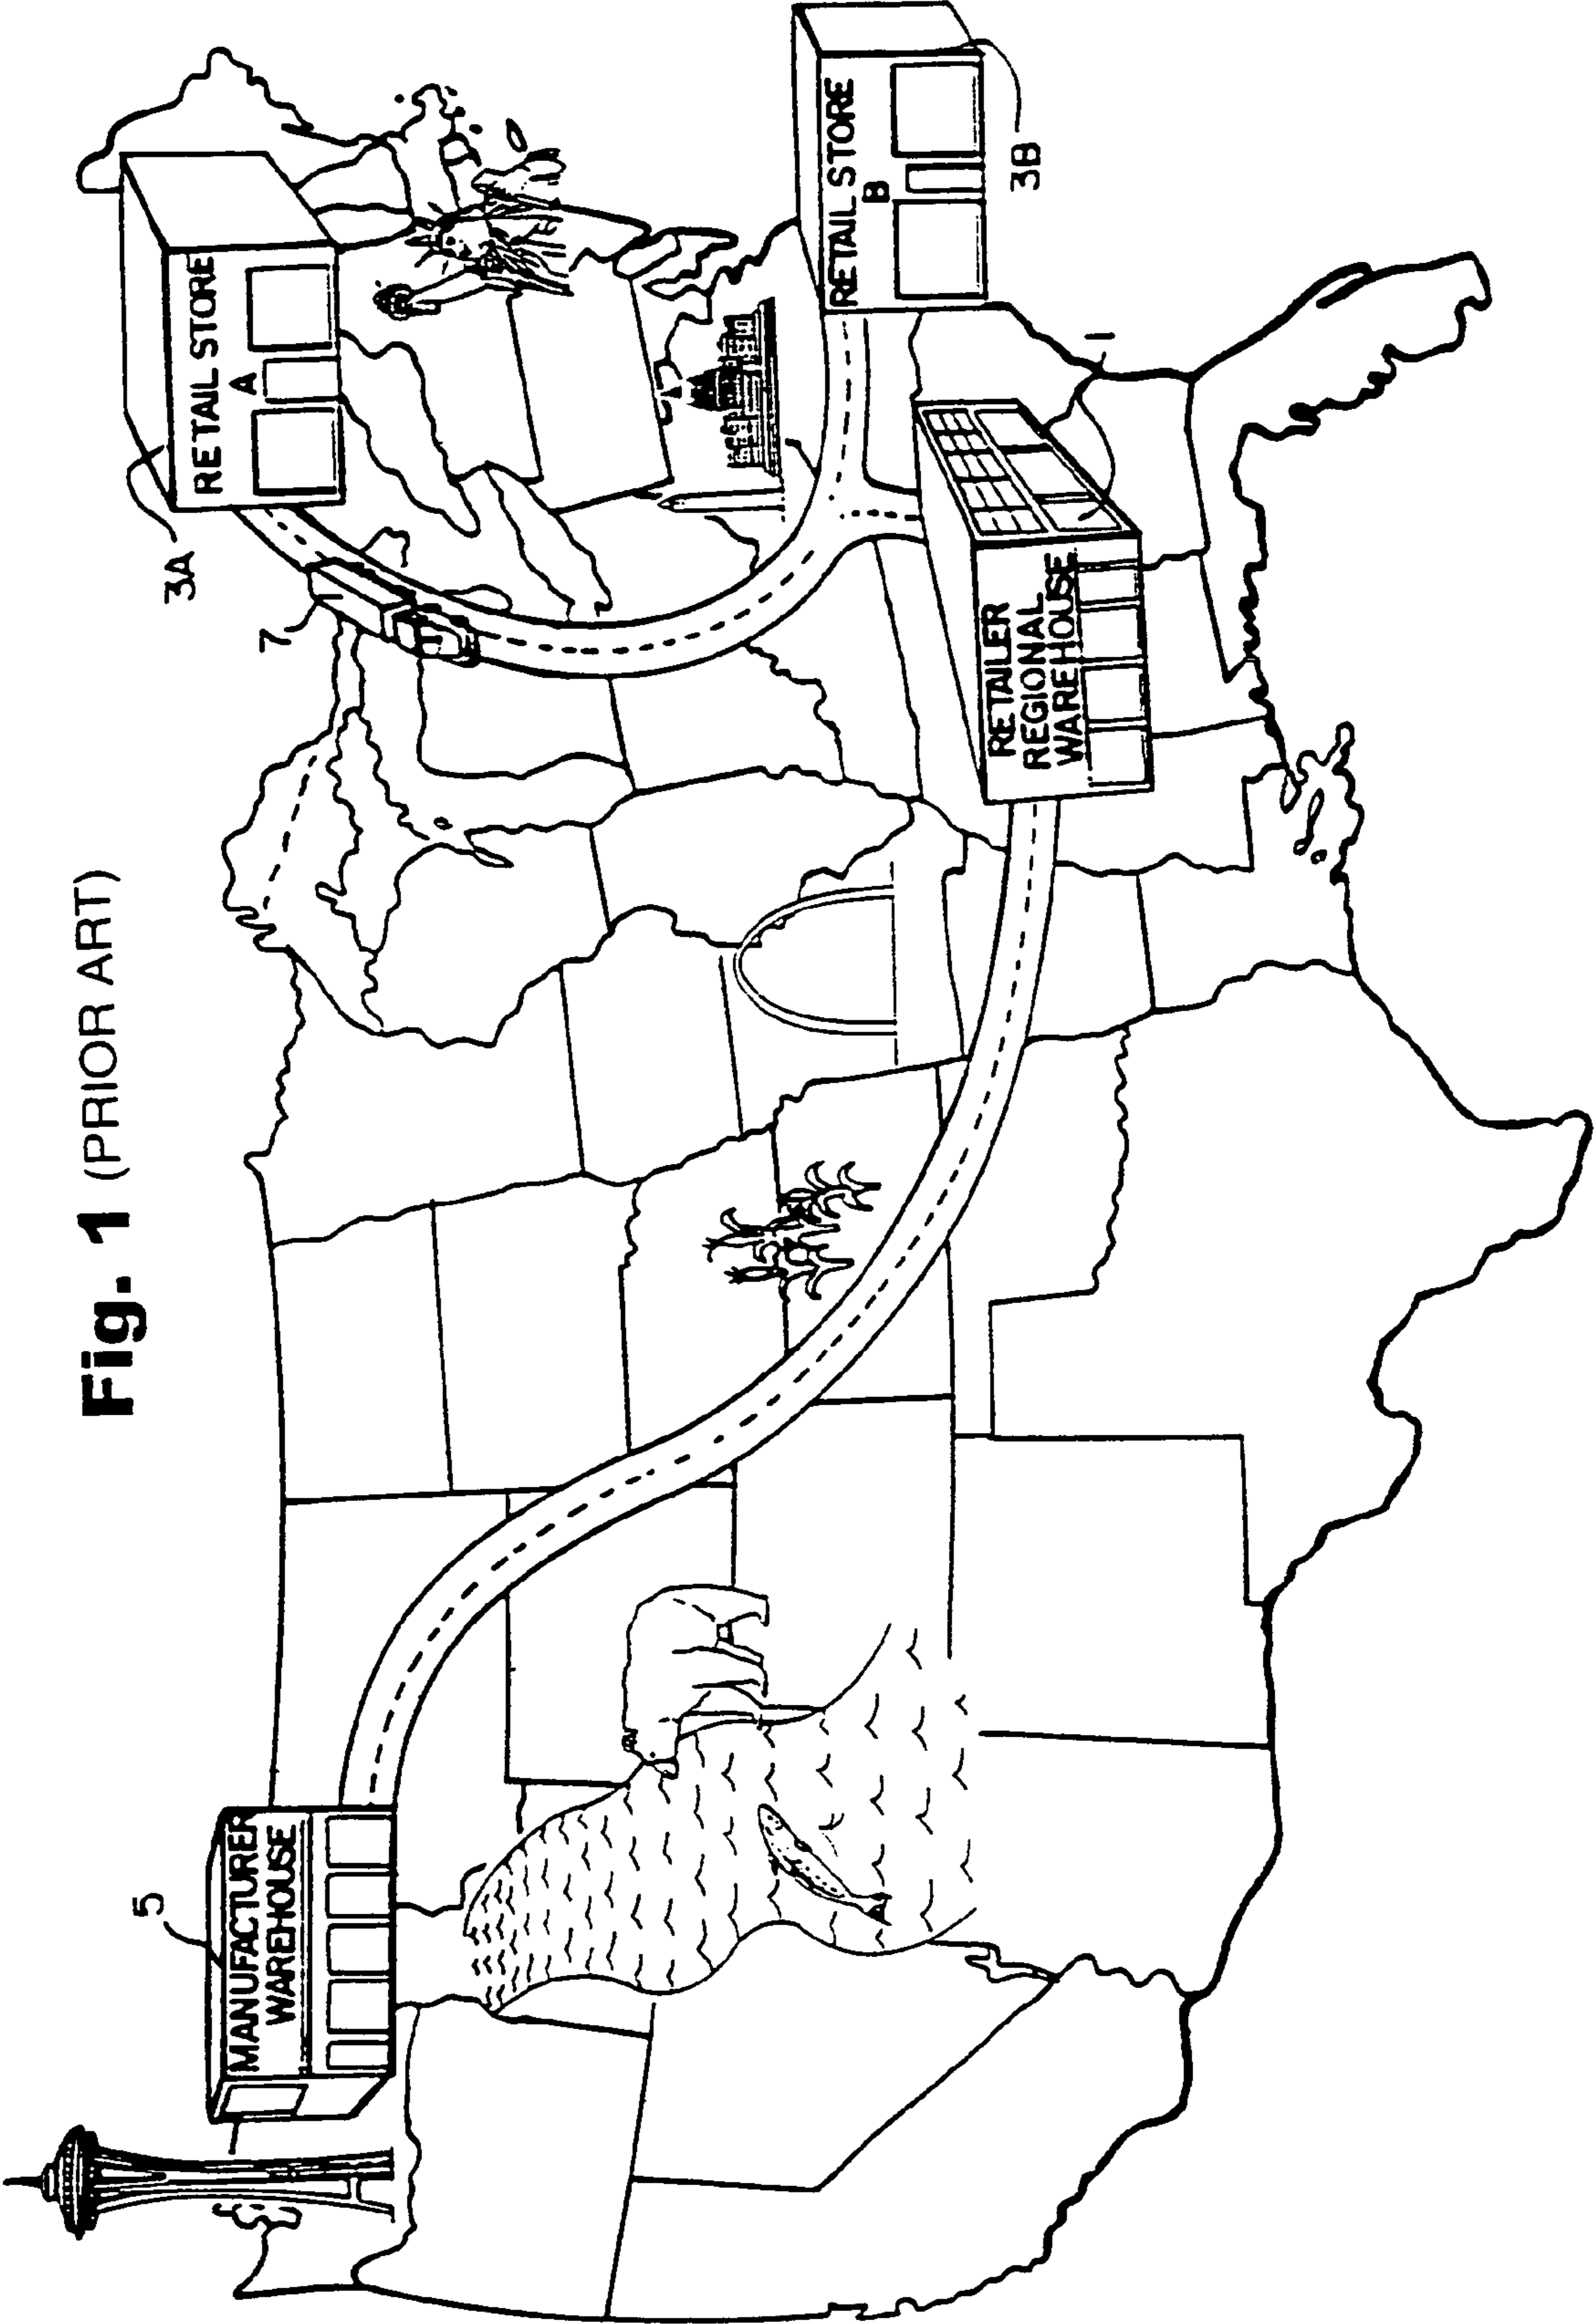 Fig. 1 (PRIOR ART)
5
MANUFACTURER
WAREHOUSE
7
3A
RETAIL STORE
A
RETAIL STORE
B
3B
1
RETAILER
REGIONAL
WAREHOUSE